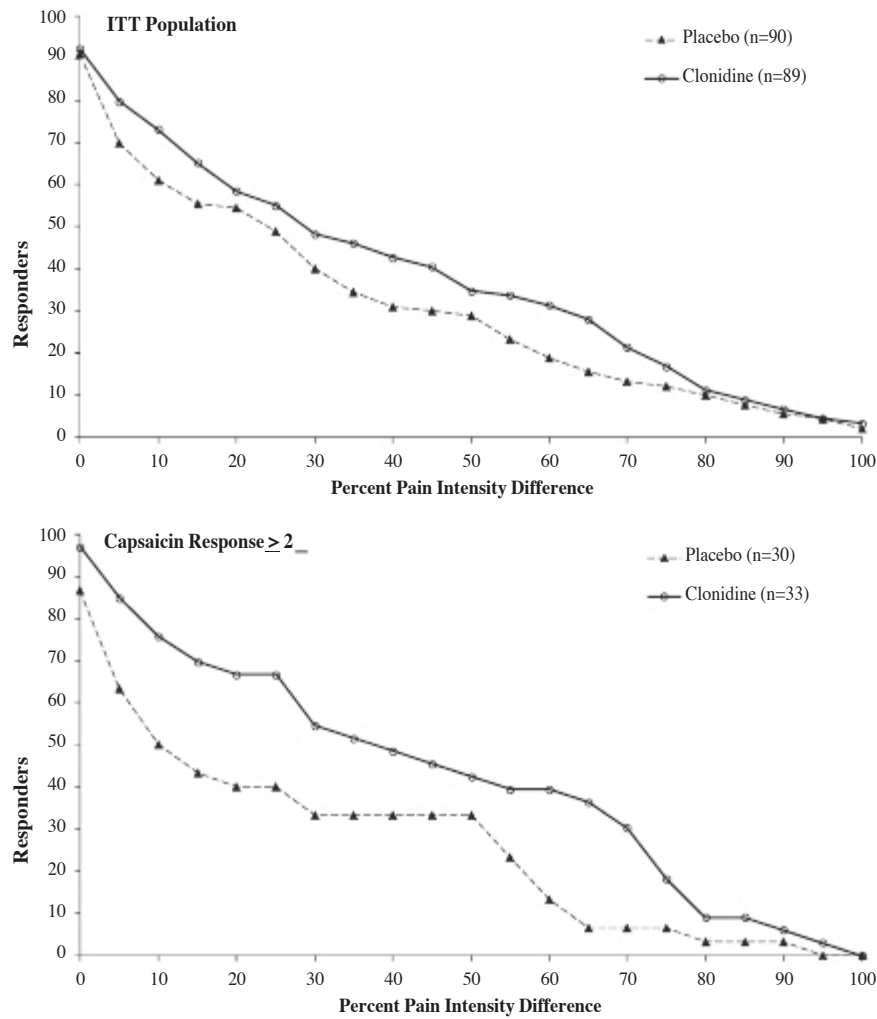 ITT Population
Placebo (n=90)
Clonidine (n=89)
100
90
80
70
60
50
40
30
20
10
0
Responders
0 10 20 30 40 50 60 70 80 90 100
Percent Pain Intensity Difference
Capsaicin Response ≥ 2 _
Placebo (n=30)
Clonidine (n=33)
100
90
80
70
60
50
40
30
20
10
0
Responders
0 10 20 30 40 50 60 70 80 90 100
Percent Pain Intensity Difference